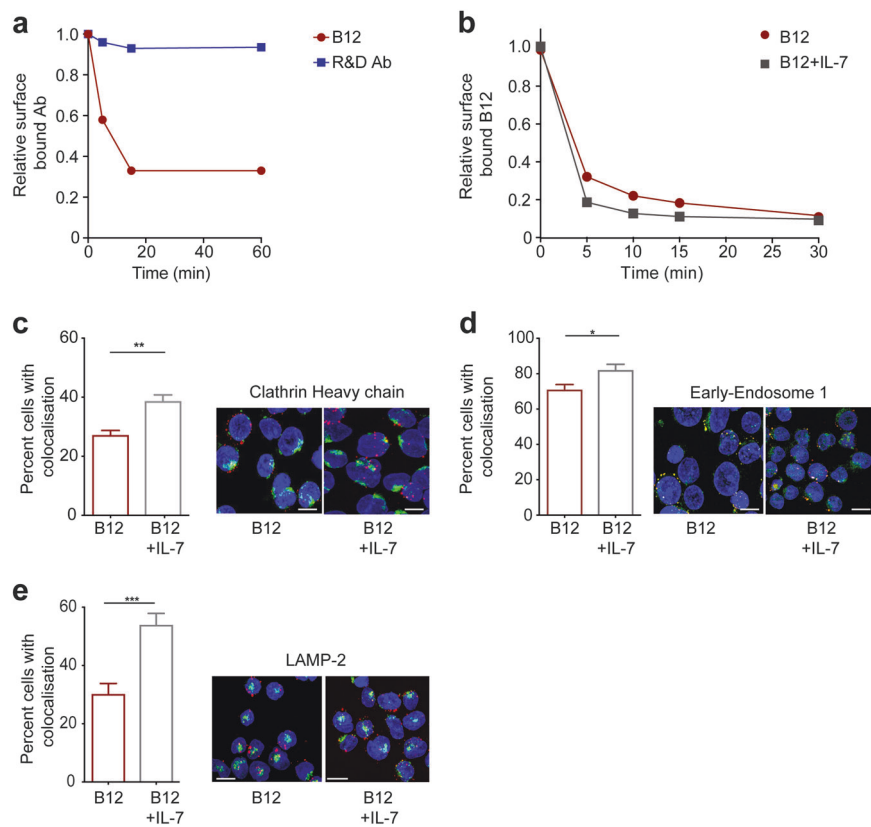 a
1.0
0.8
0.6
0.4
0.2
0
0
20
40
60
Relative surface
bound Ab
Time (min)
B12
R&D Ab
b
1.0
0.8
0.6
0.4
0.2
0
0
5
10
15
20
25
30
Relative surface
bound B12
Time (min)
B12
B12+IL-7
c
60
40
20
0
Percent cells with
colocalisation
**
B12
B12
+IL-7
Clathrin Heavy chain
B12
B12
+IL-7
d
100
80
60
40
20
0
Percent cells with
colocalisation
*
B12
B12
+IL-7
Early-Endosome 1
B12
B12
+IL-7
e
60
40
20
0
Percent cells with
colocalisation
***
B12
B12
+IL-7
LAMP-2
B12
B12
+IL-7